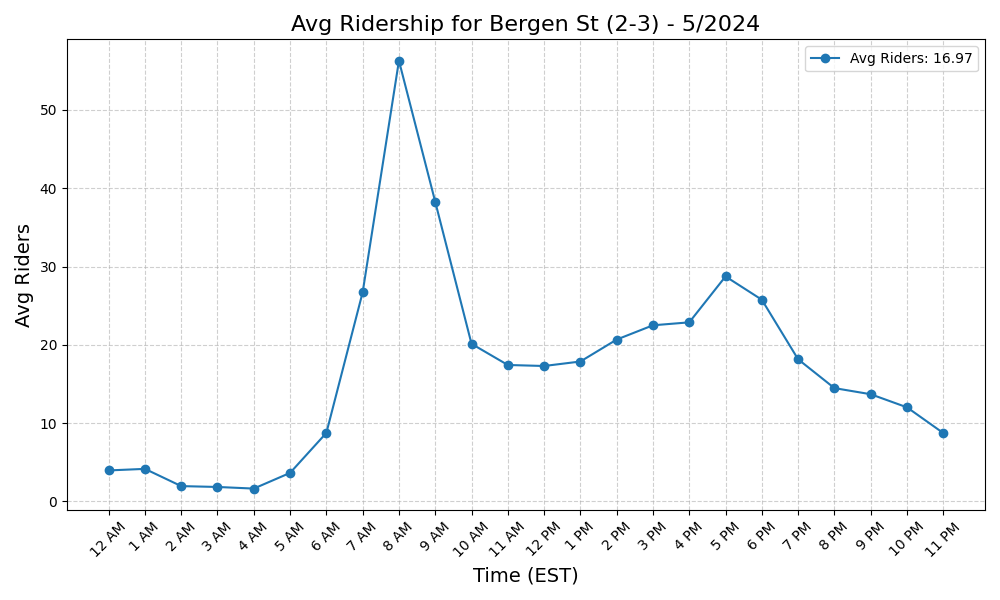 Avg Ridership for Bergen St (2-3) - 5/2024
Avg Riders: 16.97
Avg Riders
50
40
30
20
10
0
12 AM
1 AM
2 AM
3 AM
4 AM
5 AM
6 AM
7 AM
8 AM
9 AM
10 AM
11 AM
12 PM
1 PM
2 PM
3 PM
4 PM
5 PM
6 PM
7 PM
8 PM
9 PM
10 PM
11 PM
Time (EST)